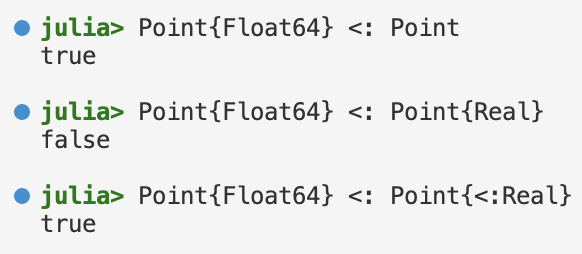 julia> Point{Float64} <: Point
true
julia> Point{Float64} <: Point{Real}
false
julia> Point{Float64} <: Point{<:Real}
true